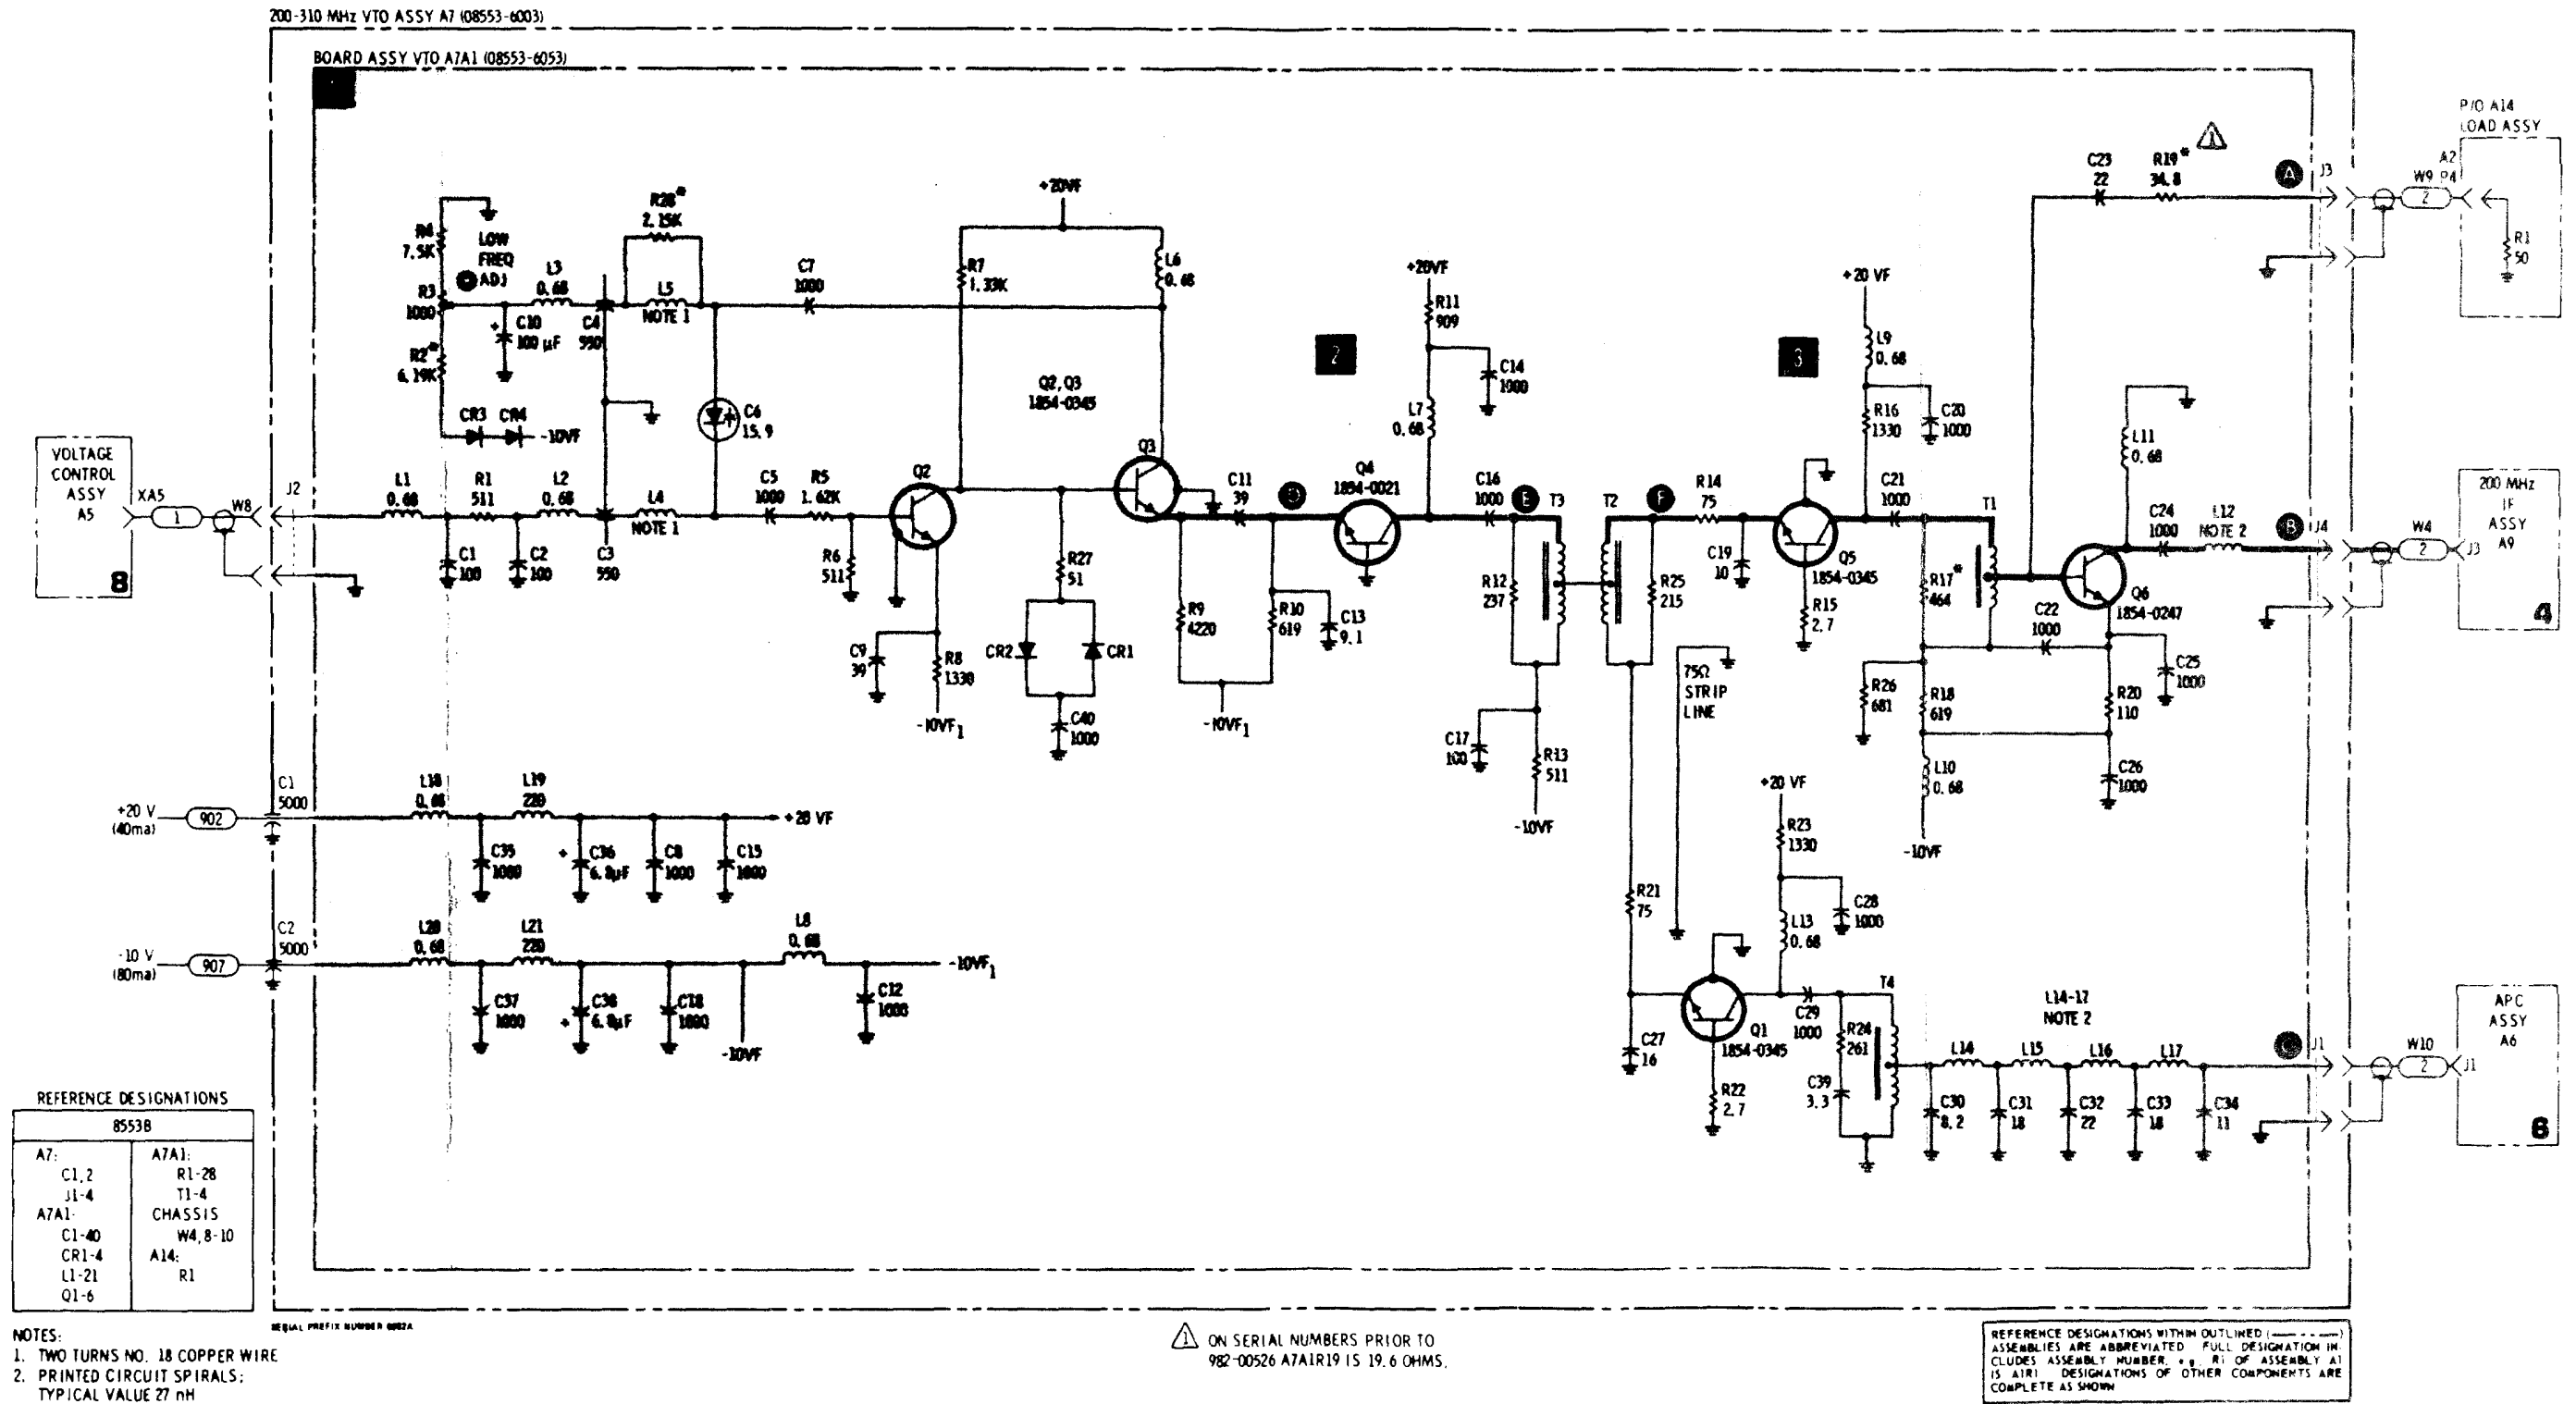 200-310 MHz VTO ASSY A7 (08553-6003)
BOARD ASSY VTO A7A1 (08553-6053)
P/O A14
LOAD ASSY
A2
W9 P4
2
R1
50
J3
A
C23
22
R19*
34.8
1
+20VF
R28*
2.15K
R4
7.5K
LOW
FREQ
ADJ
R3
1000
L3
0.68
L5
NOTE 1
C7
1000
R7
1.33K
L6
0.68
C10
100 µF
+
C4
550
R2*
6.19K
CR3
CR4
-10VF
C6
15.9
Q2, Q3
1854-0345
2
+20VF
R11
909
C14
1000
L7
0.68
3
+20 VF
L9
0.68
R16
1330
C20
1000
L11
0.68
VOLTAGE
CONTROL
ASSY
A5
8
XA5
1
W8
J2
L1
0.68
R1
511
L2
0.68
L4
NOTE 1
C5
1000
R5
1.62K
Q2
Q3
C11
39
D
Q4
1854-0021
C16
1000
E
T3
T2
F
R14
75
C21
1000
T1
C24
1000
L12
NOTE 2
B
J4
W4
2
J3
200 MHz
IF
ASSY
A9
4
C1
100
C2
100
C3
550
R6
511
R27
51
R9
4220
R10
619
C13
9.1
R12
237
R25
215
C19
10
Q5
1854-0345
R15
2.7
R17*
464
Q6
1854-0247
C22
1000
C9
39
R8
1330
CR2
CR1
C40
1000
-10VF1
-10VF1
75Ω
STRIP
LINE
R26
681
R18
619
R20
110
C25
1000
C17
100
R13
511
-10VF
L10
0.68
C26
1000
-10VF
C1
5000
+20 V
(40ma)
902
L18
0.68
L19
220
+20 VF
C35
1000
+
C36
6.8µF
C8
1000
C15
1000
+20 VF
R23
1330
R21
75
L13
0.68
C28
1000
C2
5000
-10 V
(80ma)
907
L20
0.68
L21
220
L8
0.68
-10VF1
C37
1000
+
C38
6.8µF
C18
1000
C12
1000
-10VF
C27
16
Q1
1854-0345
R22
2.7
C29
1000
R24
261
C39
3.3
T4
L14-17
NOTE 2
L14
L15
L16
L17
C30
8.2
C31
18
C32
22
C33
18
C34
11
C
J1
W10
2
J1
APC
ASSY
A6
6
REFERENCE DESIGNATIONS
8553B
A7:
C1,2
J1-4
A7A1:
C1-40
CR1-4
L1-21
Q1-6
A7A1:
R1-28
T1-4
CHASSIS
W4,8-10
A14:
R1
NOTES:
1. TWO TURNS NO. 18 COPPER WIRE
2. PRINTED CIRCUIT SPIRALS;
TYPICAL VALUE 27 nH
SERIAL PREFIX NUMBER
1 ON SERIAL NUMBERS PRIOR TO
982-00526 A7A1R19 IS 19.6 OHMS.
REFERENCE DESIGNATIONS WITHIN OUTLINED (— - - —)
ASSEMBLIES ARE ABBREVIATED FULL DESIGNATION IN-
CLUDES ASSEMBLY NUMBER, e.g. R1 OF ASSEMBLY A1
IS A1R1 DESIGNATIONS OF OTHER COMPONENTS ARE
COMPLETE AS SHOWN